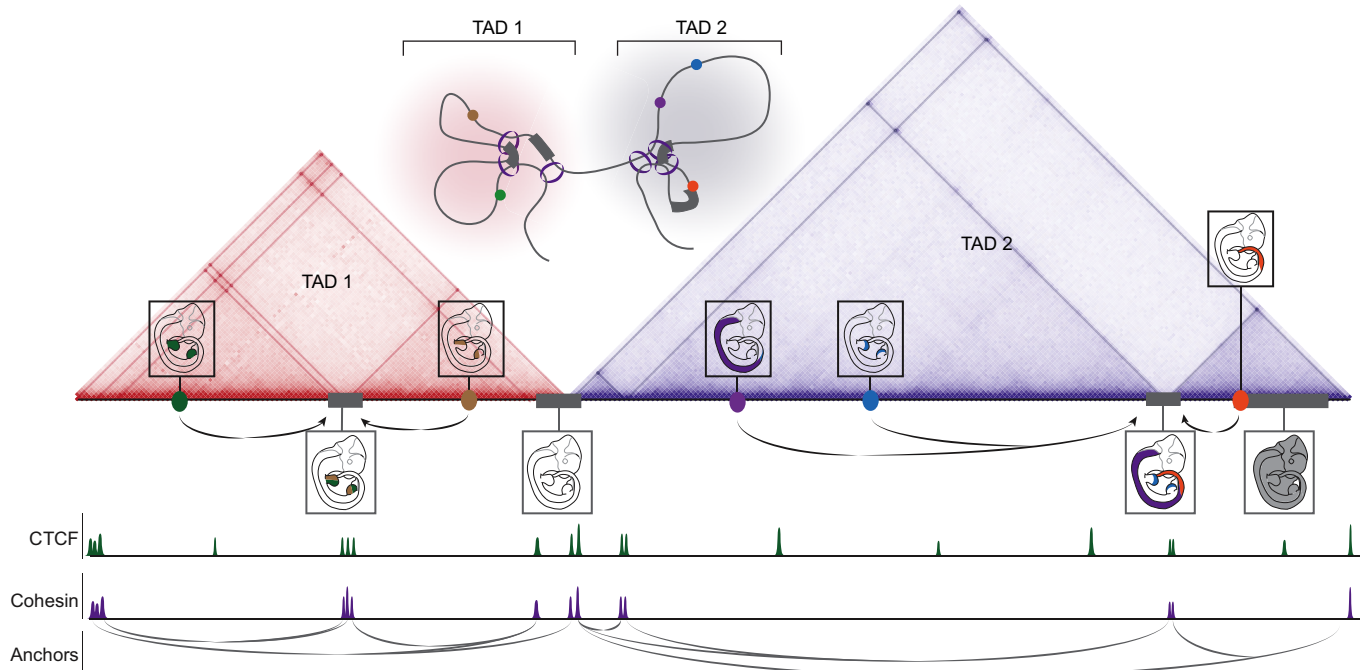 TAD 1
TAD 2
TAD 1
TAD 2
CTCF
Cohesin
Anchors